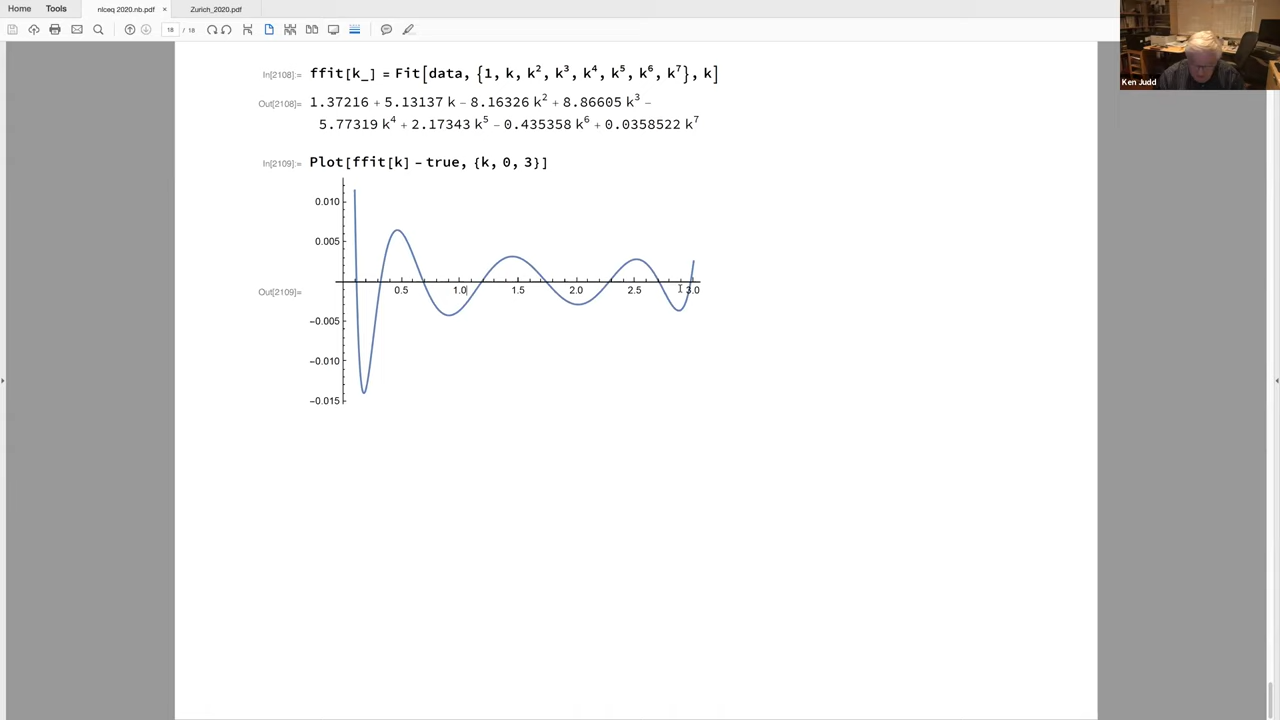 Home Tools nlceq 2020.nb.pdf × Zurich_2020.pdf
18 / 18
Ken Judd
In[2108]:= ffit[k_] = Fit[data, {1, k, k², k³, k⁴, k⁵, k⁶, k⁷}, k]
Out[2108]= 1.37216 + 5.13137 k − 8.16326 k² + 8.86605 k³ −
5.77319 k⁴ + 2.17343 k⁵ − 0.435358 k⁶ + 0.0358522 k⁷
In[2109]:= Plot[ffit[k] − true, {k, 0, 3}]
0.010
0.005
Out[2109]= 0.5 1.0 1.5 2.0 2.5 3.0
−0.005
−0.010
−0.015